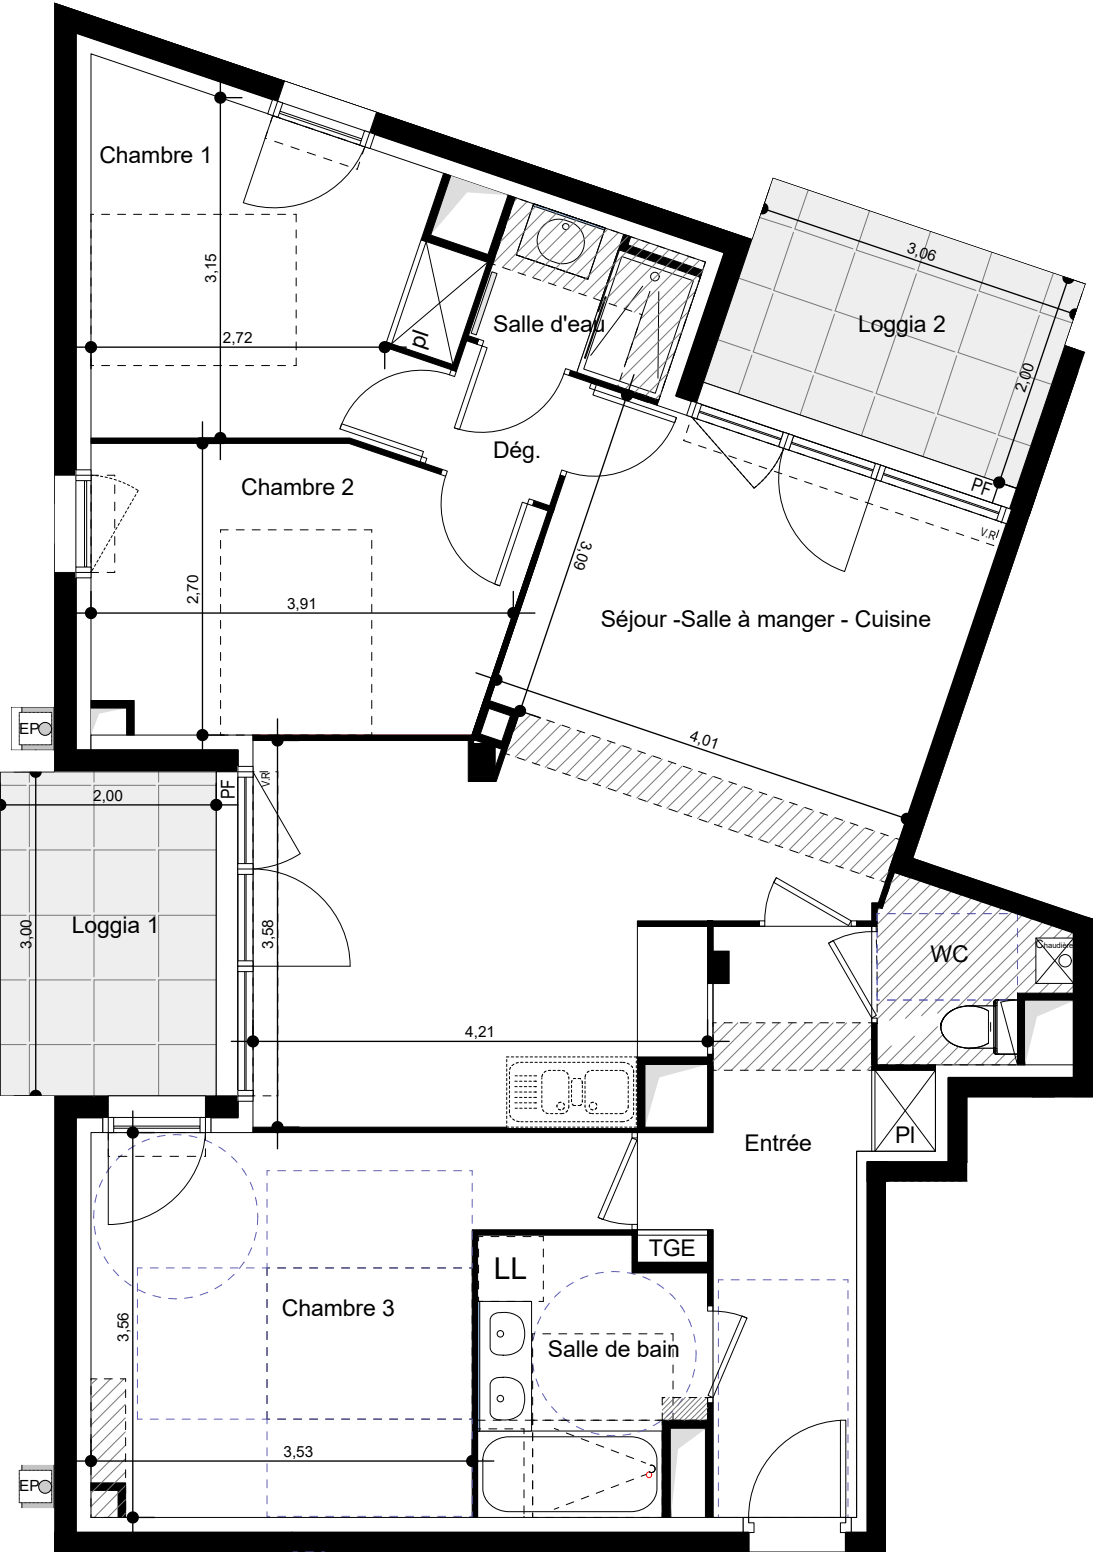 Chambre 1
3,15
2,72
pl
Salle d'eau
3,06
Loggia 2
2,00
PF
V.R
Dég.
Chambre 2
2,70
3,91
3,09
Séjour -Salle à manger - Cuisine
4,01
EP
2,00
PF
V.R
Loggia 1
3,00
3,58
WC
Chaudière
4,21
Entrée
Pl
TGE
LL
Chambre 3
3,56
Salle de bain
3,53
EP